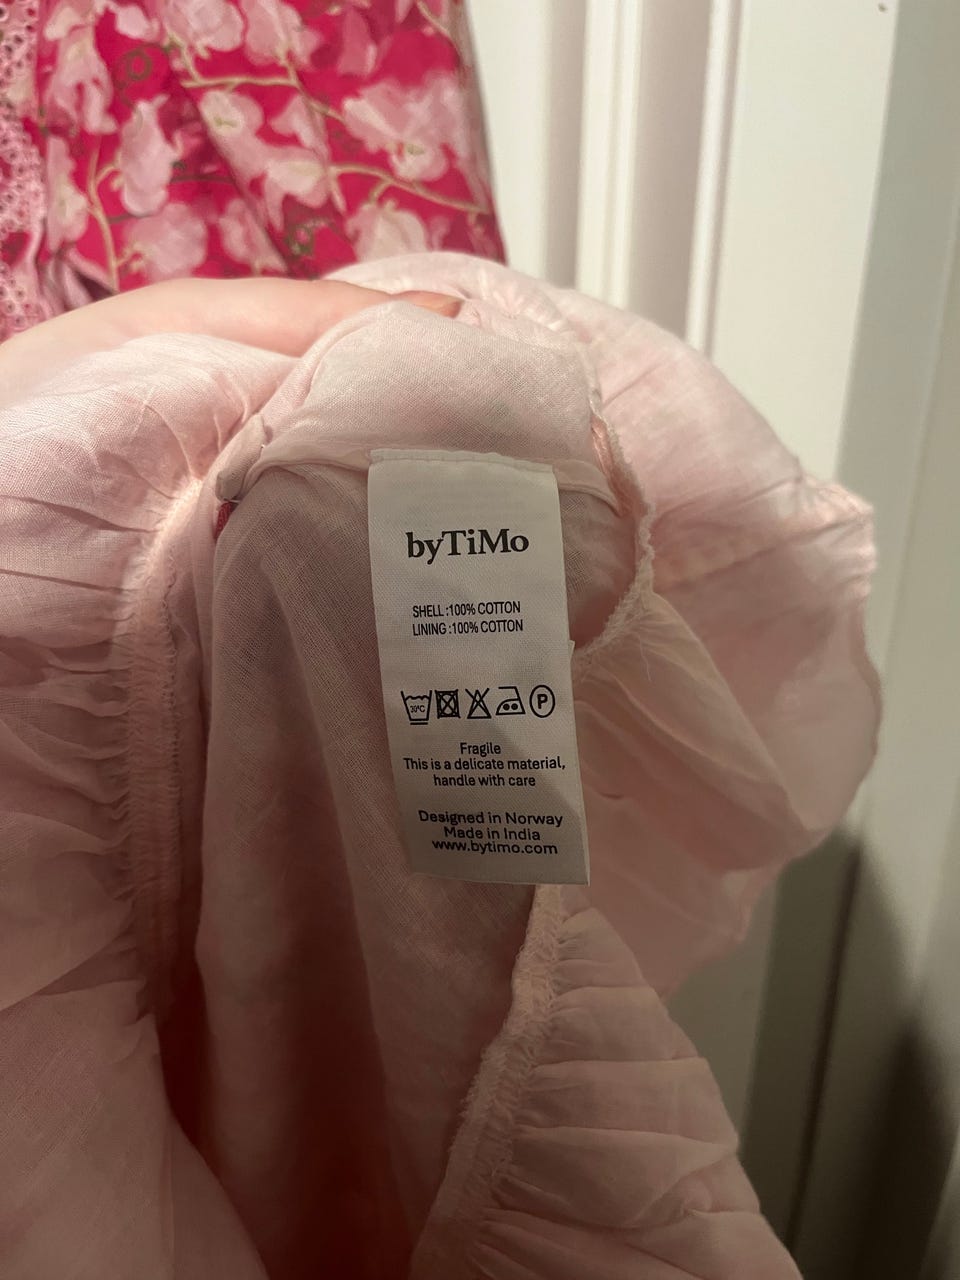 byTiMo
SHELL :100% COTTON
LINING :100% COTTON
30°C
P
Fragile
This is a delicate material,
handle with care
Designed in Norway
Made in India
www.bytimo.com